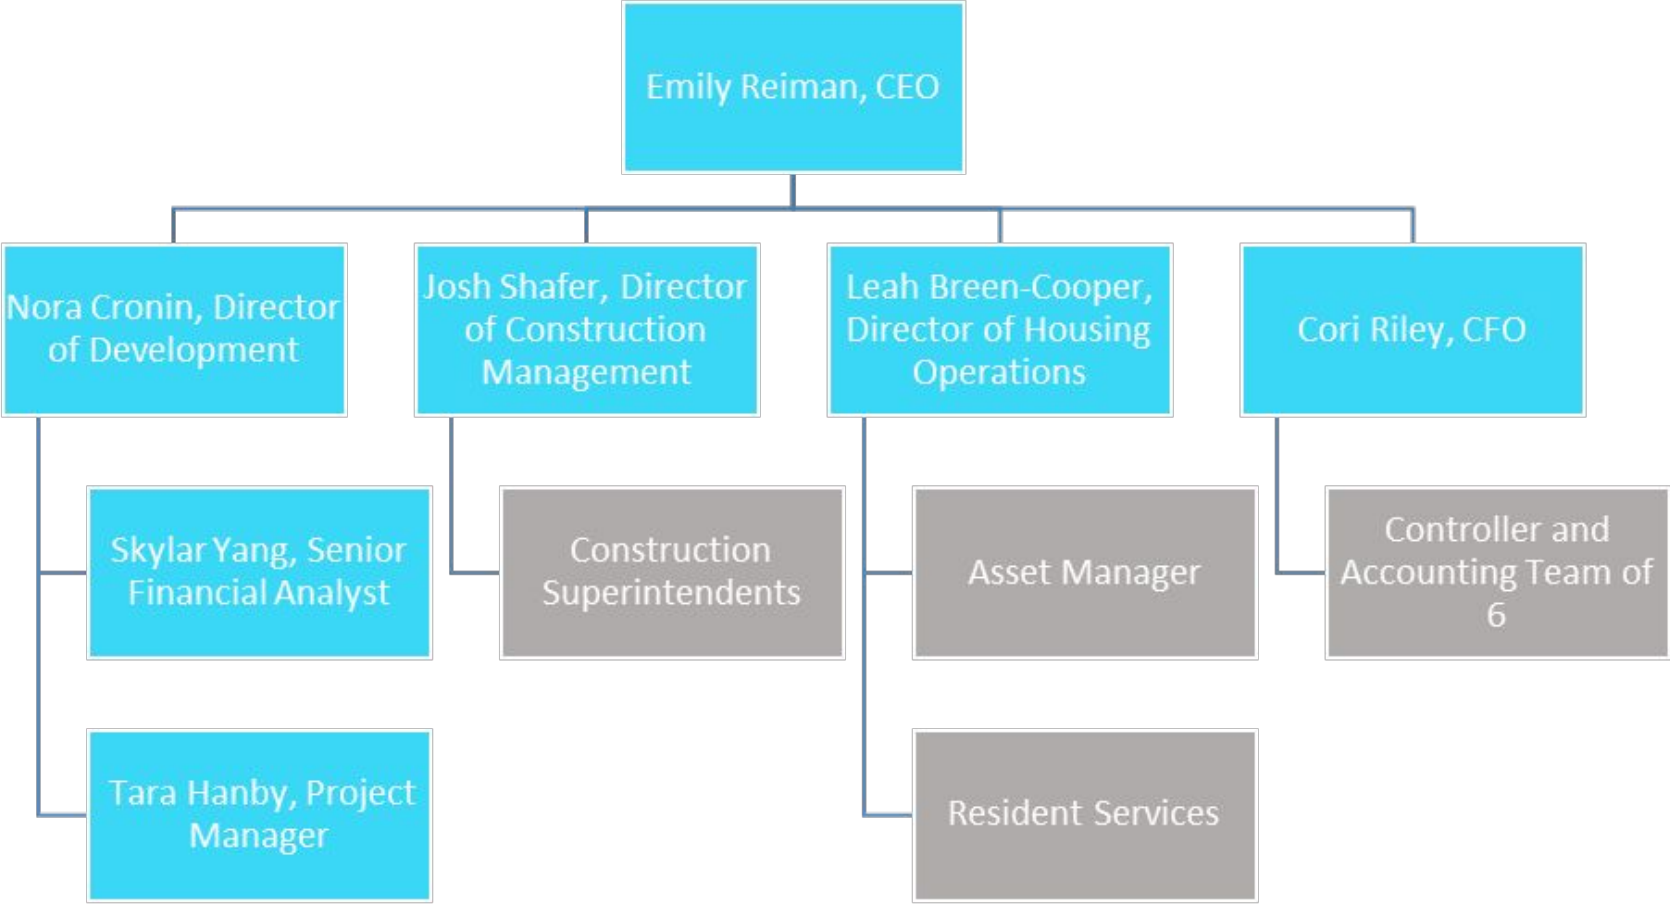 Emily Reiman, CEO
Nora Cronin, Director
of Development
Josh Shafer, Director
of Construction
Management
Leah Breen-Cooper,
Director of Housing
Operations
Cori Riley, CFO
Skylar Yang, Senior
Financial Analyst
Construction
Superintendents
Asset Manager
Controller and
Accounting Team of
6
Tara Hanby, Project
Manager
Resident Services